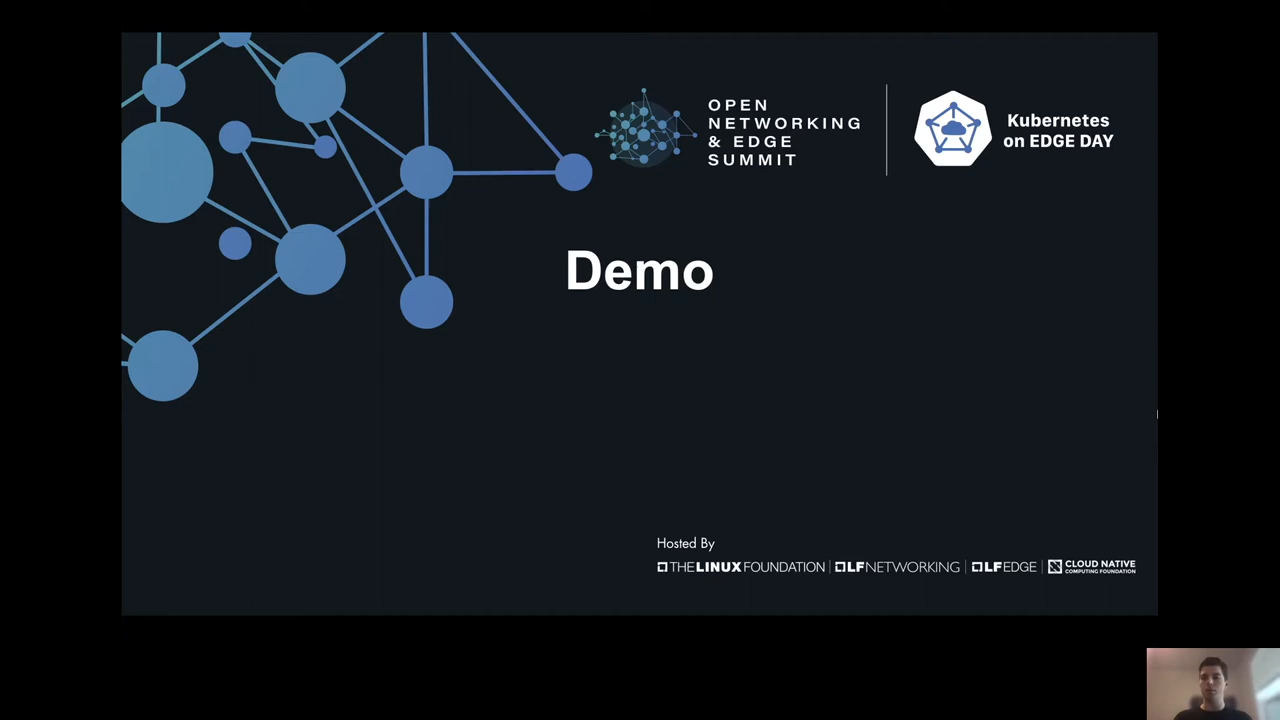 OPEN
NETWORKING
& EDGE
SUMMIT
Kubernetes
on EDGE DAY
Demo
Hosted By
THE LINUX FOUNDATION | LF NETWORKING | LF EDGE | CLOUD NATIVE
COMPUTING FOUNDATION